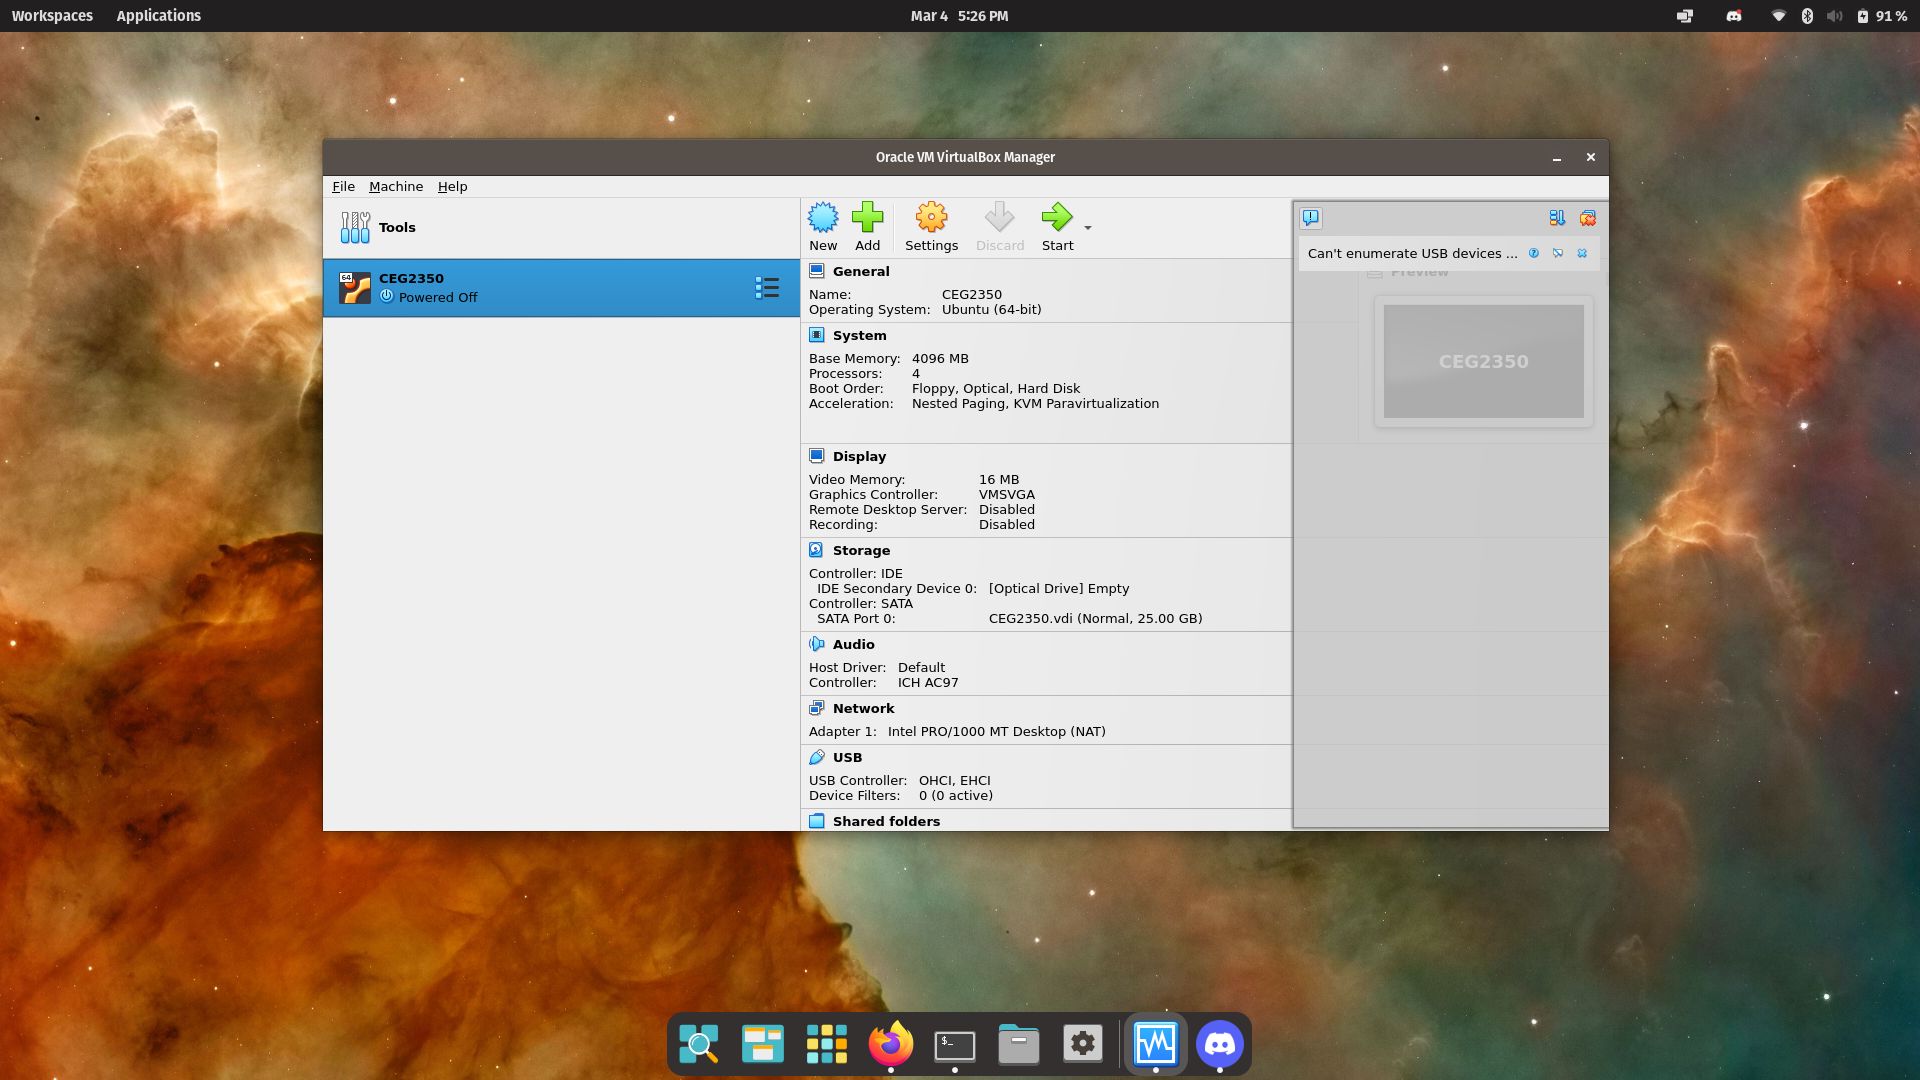 Workspaces Applications Mar 4 5:26 PM 91 %
Oracle VM VirtualBox Manager
File Machine Help
Tools
64
CEG2350
Powered Off
New Add Settings Discard Start
Can't enumerate USB devices ...
Preview
CEG2350
General
Name: CEG2350
Operating System: Ubuntu (64-bit)
System
Base Memory: 4096 MB
Processors: 4
Boot Order: Floppy, Optical, Hard Disk
Acceleration: Nested Paging, KVM Paravirtualization
Display
Video Memory: 16 MB
Graphics Controller: VMSVGA
Remote Desktop Server: Disabled
Recording: Disabled
Storage
Controller: IDE
IDE Secondary Device 0: [Optical Drive] Empty
Controller: SATA
SATA Port 0: CEG2350.vdi (Normal, 25.00 GB)
Audio
Host Driver: Default
Controller: ICH AC97
Network
Adapter 1: Intel PRO/1000 MT Desktop (NAT)
USB
USB Controller: OHCI, EHCI
Device Filters: 0 (0 active)
Shared folders
$_